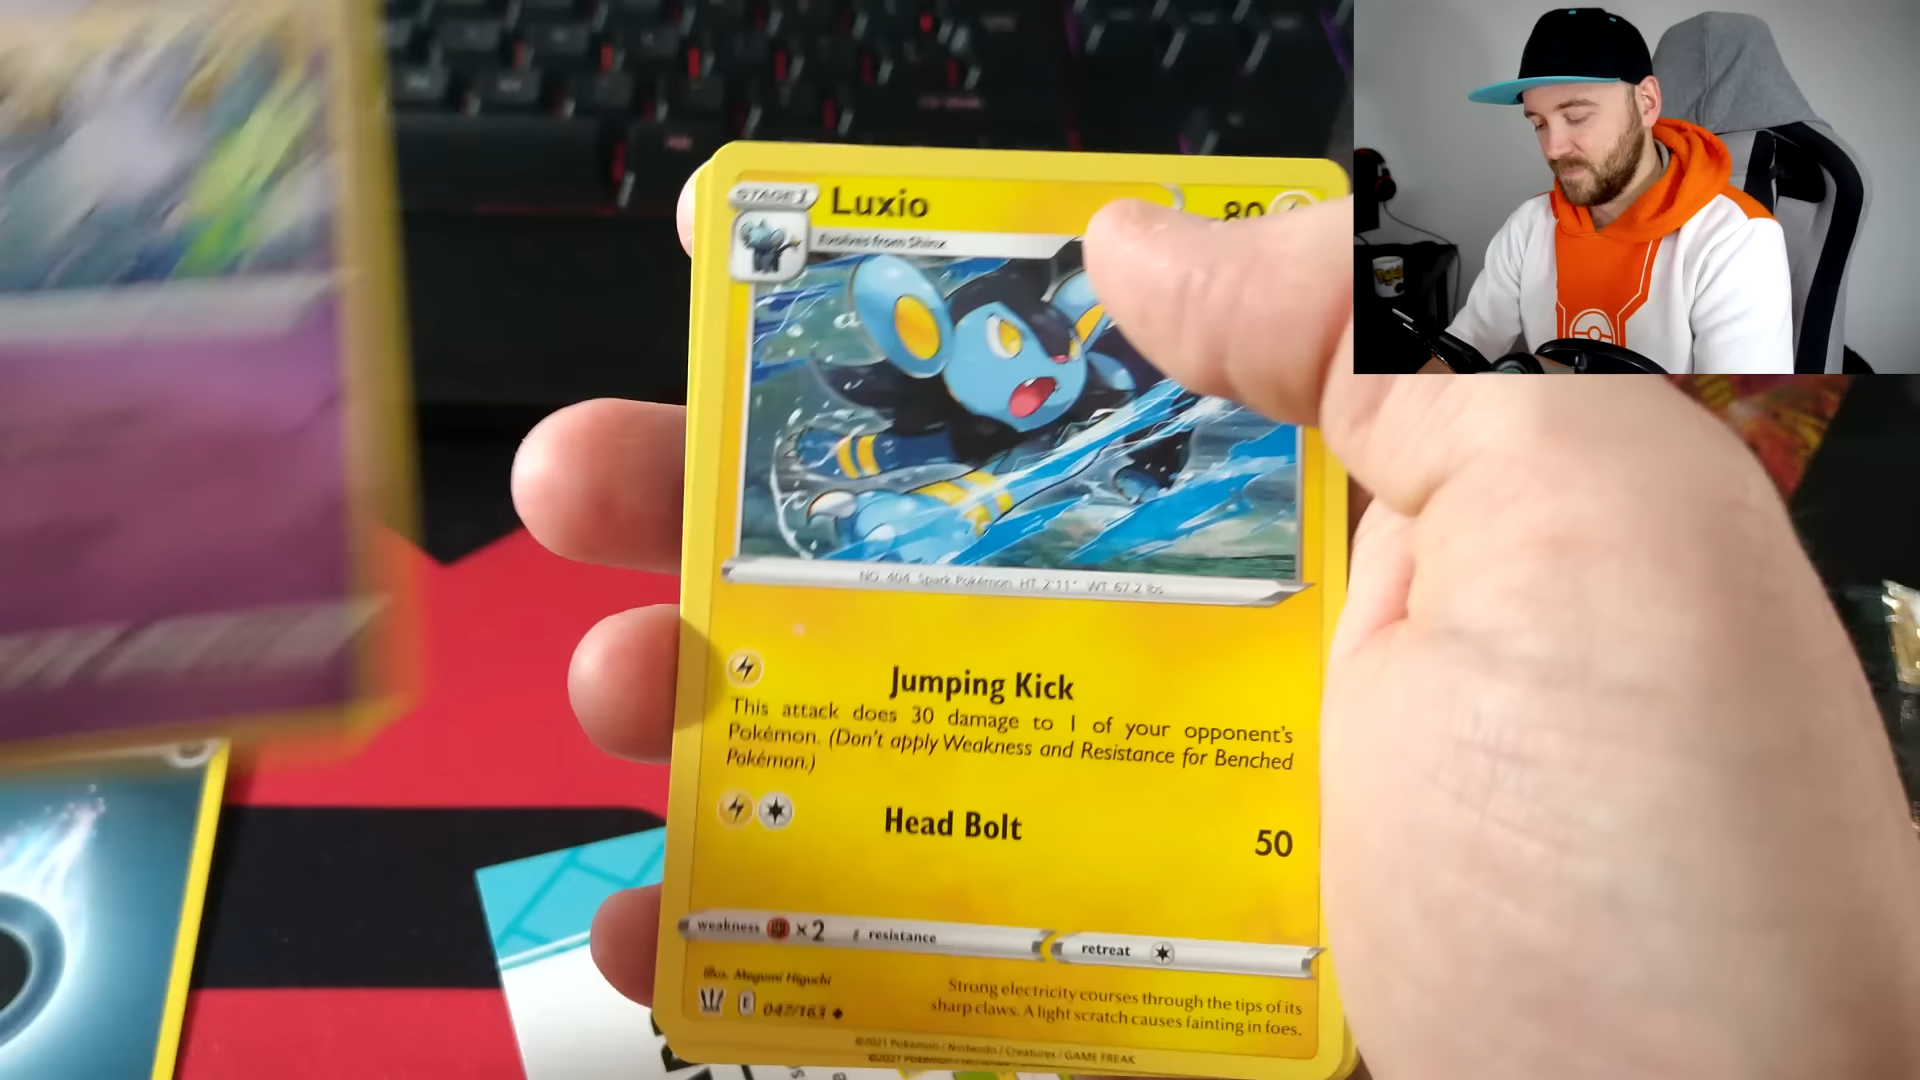 STAGE 1
Luxio
80
Evolves from Shinx
NO. 404 Spark Pokémon HT 2'11" WT 67.2 lbs
Jumping Kick
This attack does 30 damage to 1 of your opponent's
Pokémon. (Don't apply Weakness and Resistance for Benched
Pokémon.)
Head Bolt
50
weakness ×2 resistance retreat
Illus. Megumi Higuchi
E 047/163
Strong electricity courses through the tips of its
sharp claws. A light scratch causes fainting in foes.
©2021 Pokémon / Nintendo / Creatures / GAME FREAK